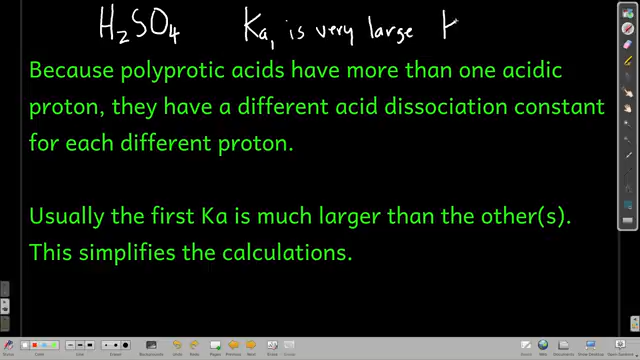 H₂SO₄ Ka₁ is very large
Because polyprotic acids have more than one acidic
proton, they have a different acid dissociation constant
for each different proton.
Usually the first Ka is much larger than the other(s).
This simplifies the calculations.